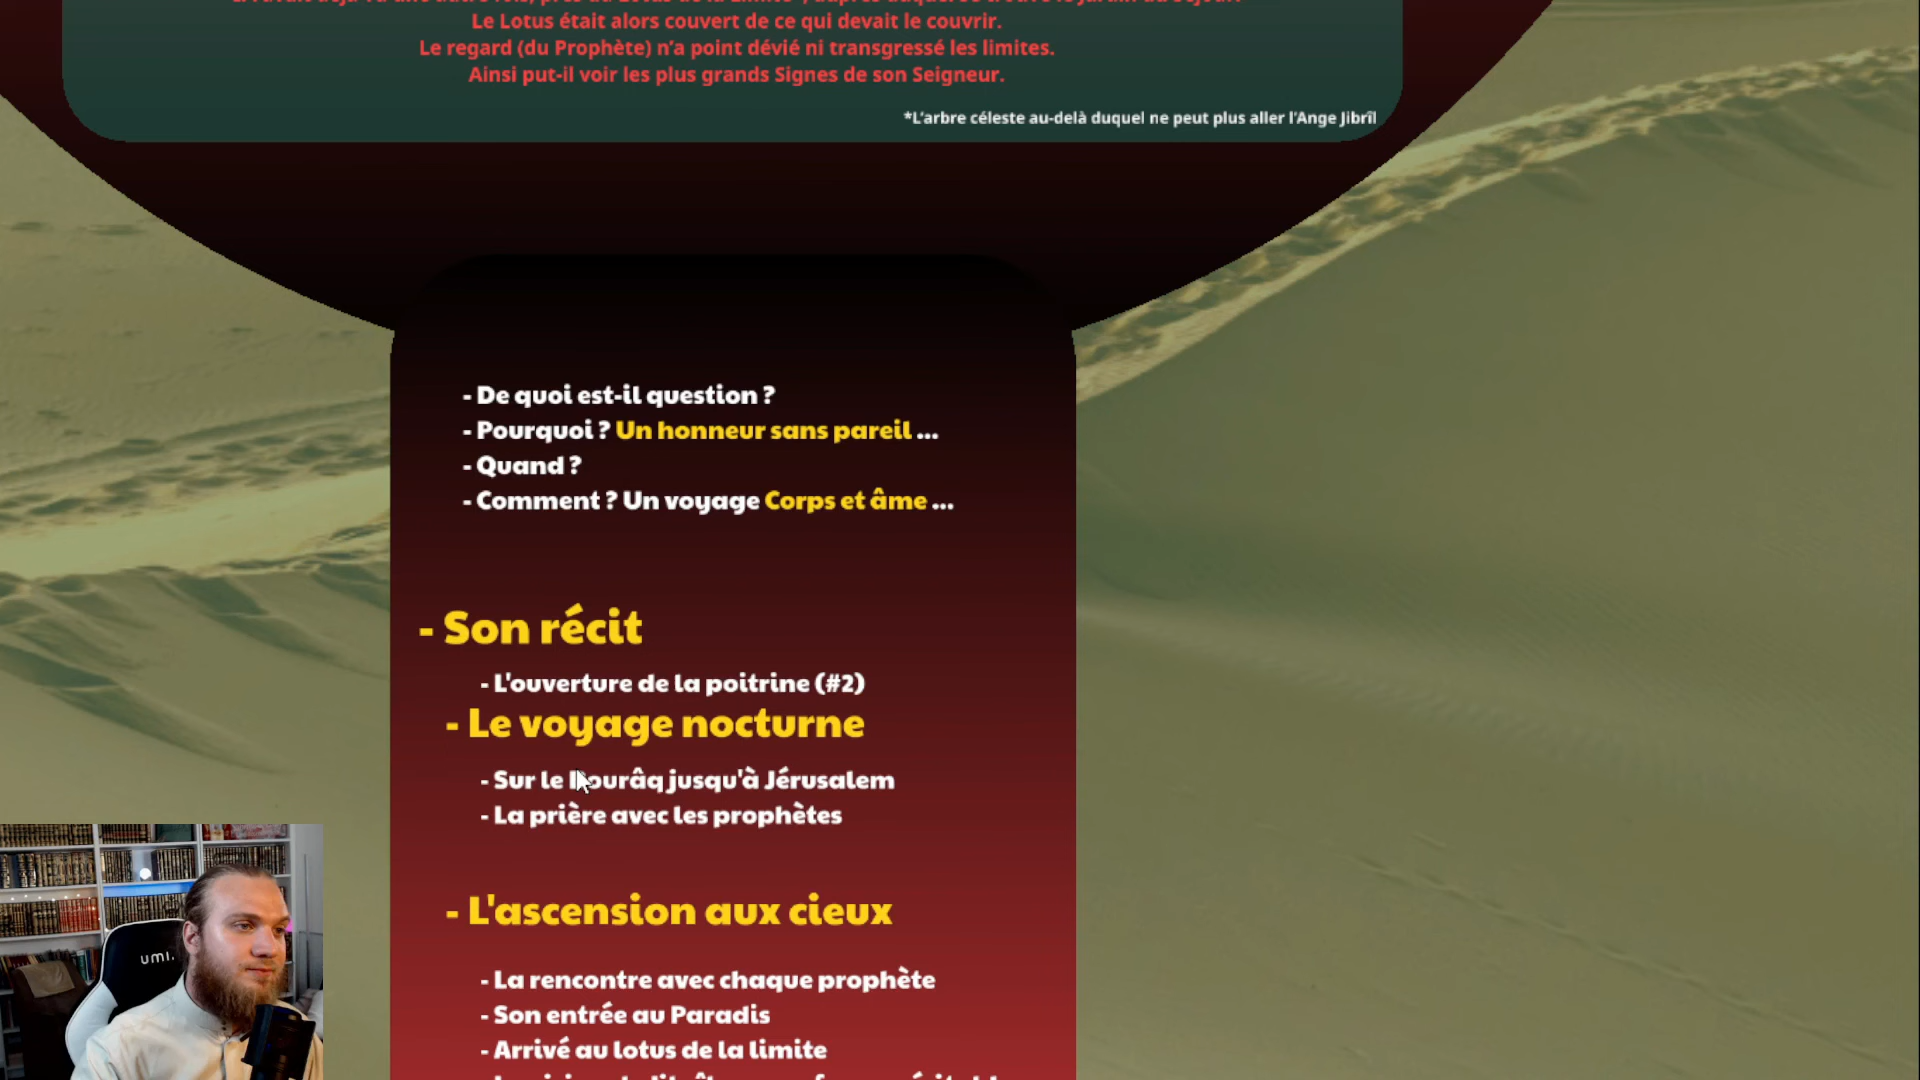 Le Lotus était alors couvert de ce qui devait le couvrir.
Le regard (du Prophète) n'a point dévié ni transgressé les limites.
Ainsi put-il voir les plus grands Signes de son Seigneur.
*L'arbre céleste au-delà duquel ne peut plus aller l'Ange Jibrîl
- De quoi est-il question ?
- Pourquoi ? Un honneur sans pareil ...
- Quand ?
- Comment ? Un voyage Corps et âme ...
- Son récit
- L'ouverture de la poitrine (#2)
- Le voyage nocturne
- Sur le Bourâq jusqu'à Jérusalem
- La prière avec les prophètes
- L'ascension aux cieux
- La rencontre avec chaque prophète
- Son entrée au Paradis
- Arrivé au lotus de la limite
umi.